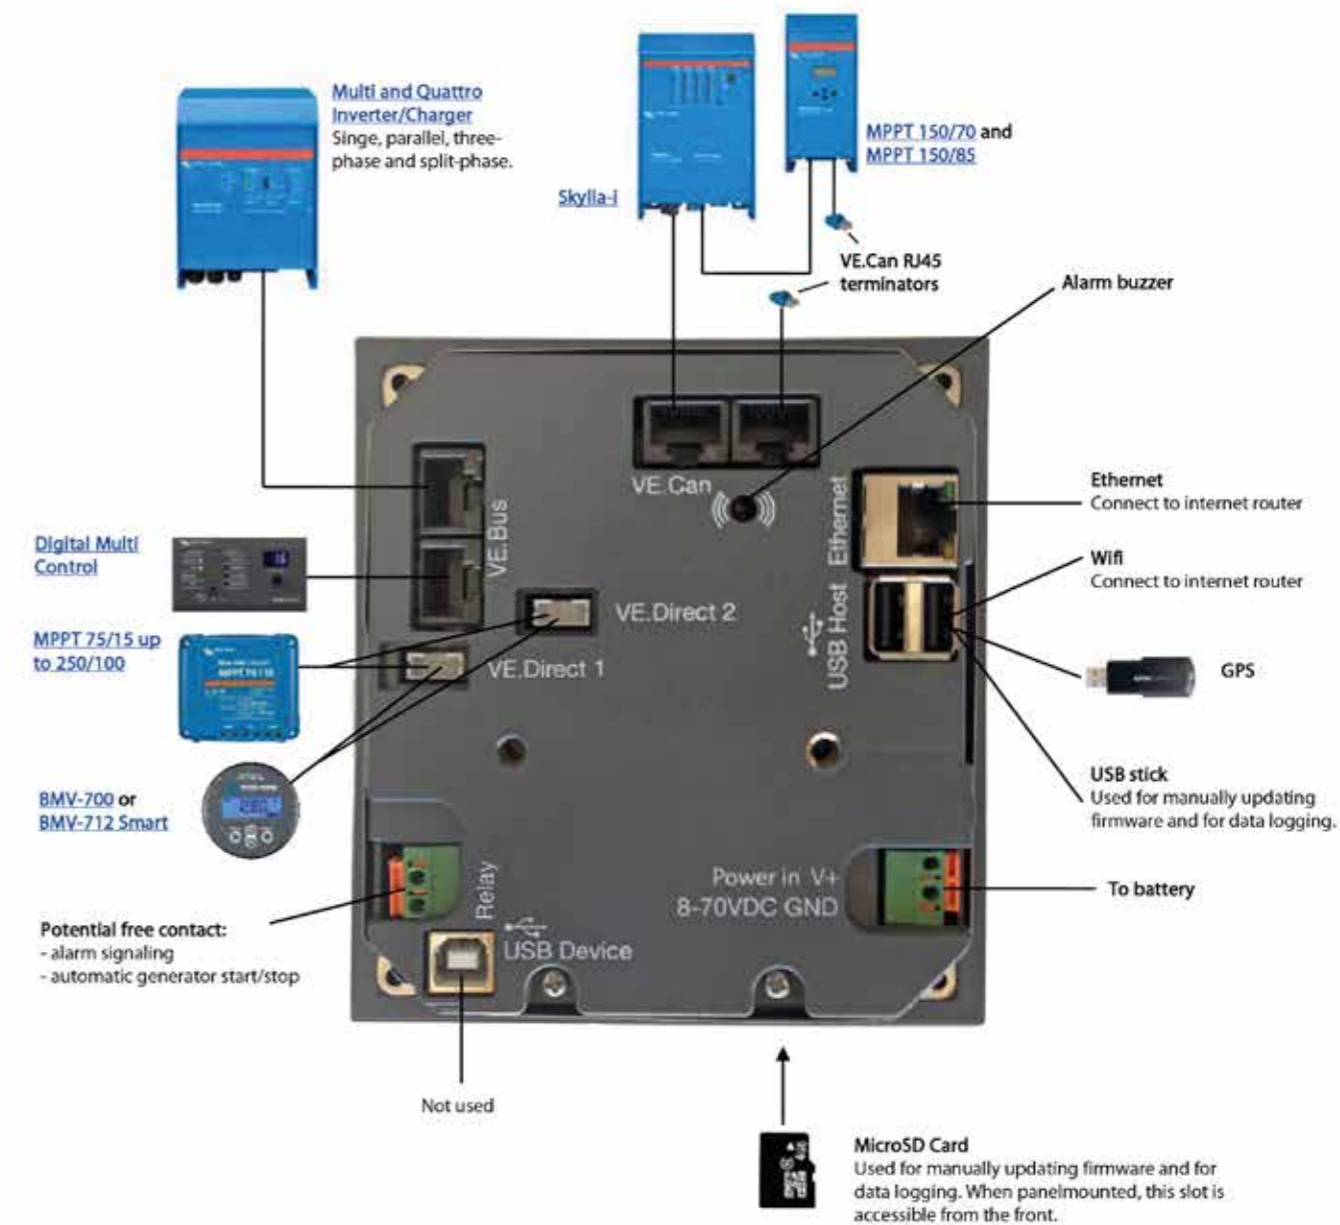 Multi and Quattro
Inverter/Charger
Singe, parallel, three-
phase and split-phase.
MPPT 150/70 and
MPPT 150/85
Skylla-i
VE.Can RJ45
terminators
Alarm buzzer
VE.Can
Ethernet
Ethernet
Connect to internet router
VE.Bus
Digital Multi
Control
Wifi
Connect to internet router
VE.Direct 2
USB Host
MPPT 75/15 up
to 250/100
MPPT 75 | 15
VE.Direct 1
GPS
BMV-700 or
BMV-712 Smart
USB stick
Used for manually updating
firmware and for data logging.
Relay
Power in V+
8-70VDC GND
To battery
Potential free contact:
- alarm signaling
- automatic generator start/stop
USB Device
Not used
MicroSD Card
Used for manually updating firmware and for
data logging. When panelmounted, this slot is
accessible from the front.